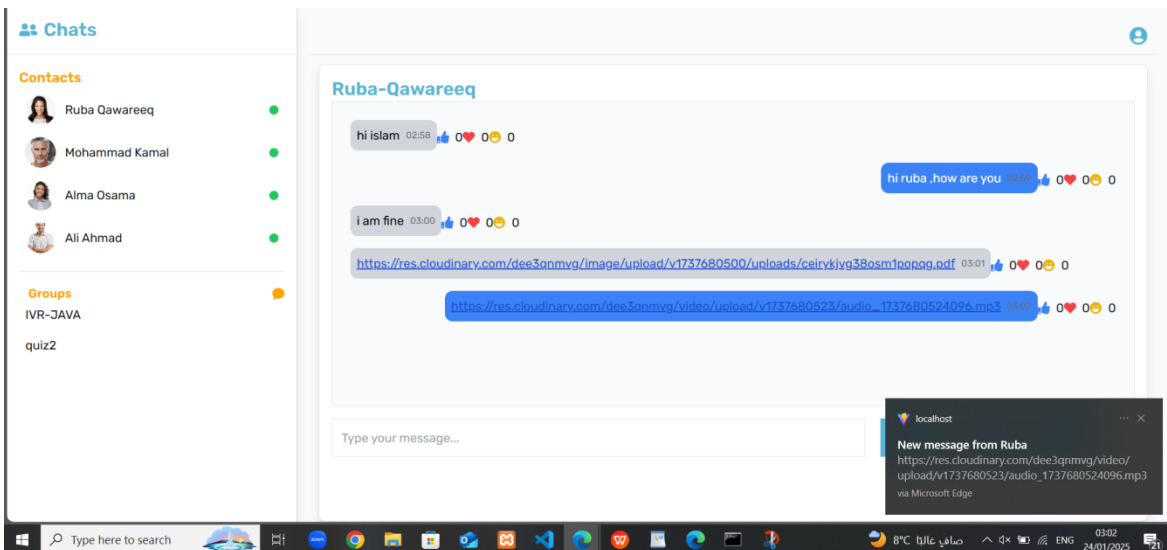 Chats
Contacts
Ruba Qawareeq
Mohammad Kamal
Alma Osama
Ali Ahmad
Groups
IVR-JAVA
quiz2
Ruba-Qawareeq
hi islam 02:58 0 0 0
hi ruba ,how are you 0 0 0
i am fine 03:00 0 0 0
https://res.cloudinary.com/dee3qnmvg/image/upload/v1737680500/uploads/ceirykjvg38osm1popqg.pdf 03:01 0 0 0
https://res.cloudinary.com/dee3qnmvg/video/upload/v1737680523/audio_1737680524096.mp3 03:02 0 0 0
Type your message...
localhost
New message from Ruba
https://res.cloudinary.com/dee3qnmvg/video/
upload/v1737680523/audio_1737680524096.mp3
via Microsoft Edge
Type here to search
8°C صافٍ غالبًا
ENG
03:02
24/01/2025
21